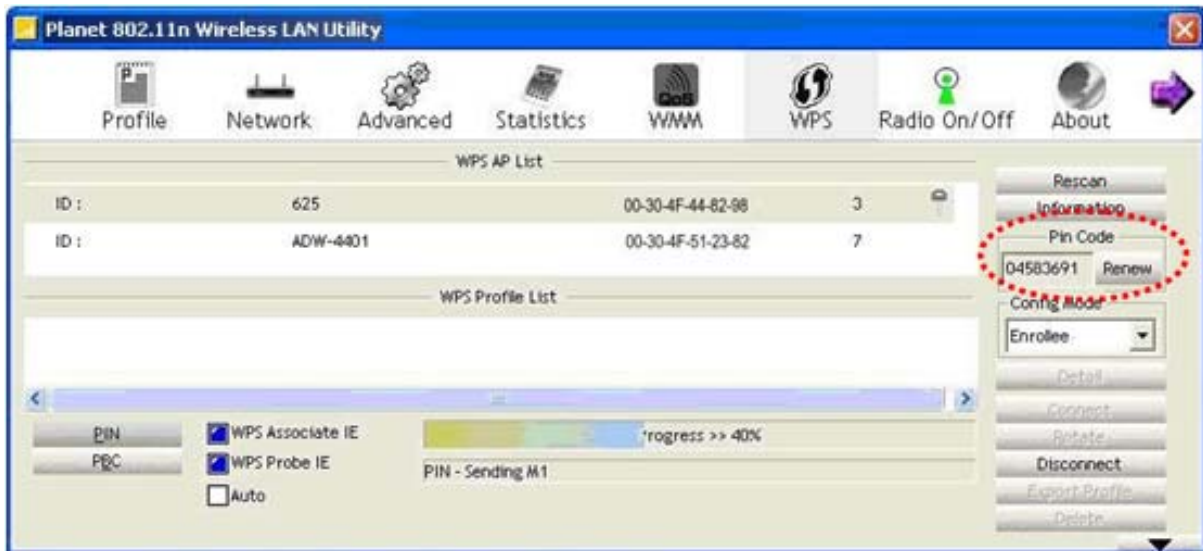 Planet 802.11n Wireless LAN Utility
Profile Network Advanced Statistics WMM WPS Radio On/Off About
QoS
WPS AP List
ID : 625 00-30-4F-44-82-98 3
ID : ADW-4401 00-30-4F-51-23-82 7
WPS Profile List
PIN
PBC
WPS Associate IE
WPS Probe IE
Auto
rogress >> 40%
PIN - Sending M1
Rescan
Information
Pin Code
04583691 Renew
Config Mode
Enrollee
Detail
Connect
Rotate
Disconnect
Export Profile
Delete